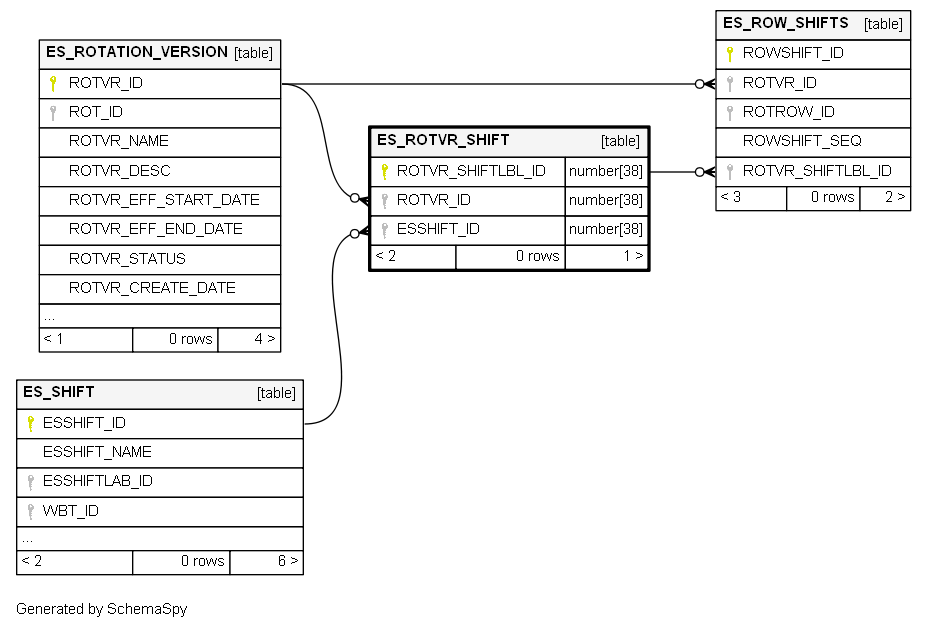 ES_ROTATION_VERSION [table]
ROTVR_ID
ROT_ID
ROTVR_NAME
ROTVR_DESC
ROTVR_EFF_START_DATE
ROTVR_EFF_END_DATE
ROTVR_STATUS
ROTVR_CREATE_DATE
...
< 1 0 rows 4 >
ES_SHIFT [table]
ESSHIFT_ID
ESSHIFT_NAME
ESSHIFTLAB_ID
WBT_ID
...
< 2 0 rows 6 >
ES_ROTVR_SHIFT [table]
ROTVR_SHIFTLBL_ID number[38]
ROTVR_ID number[38]
ESSHIFT_ID number[38]
< 2 0 rows 1 >
ES_ROW_SHIFTS [table]
ROWSHIFT_ID
ROTVR_ID
ROTROW_ID
ROWSHIFT_SEQ
ROTVR_SHIFTLBL_ID
< 3 0 rows 2 >
Generated by SchemaSpy